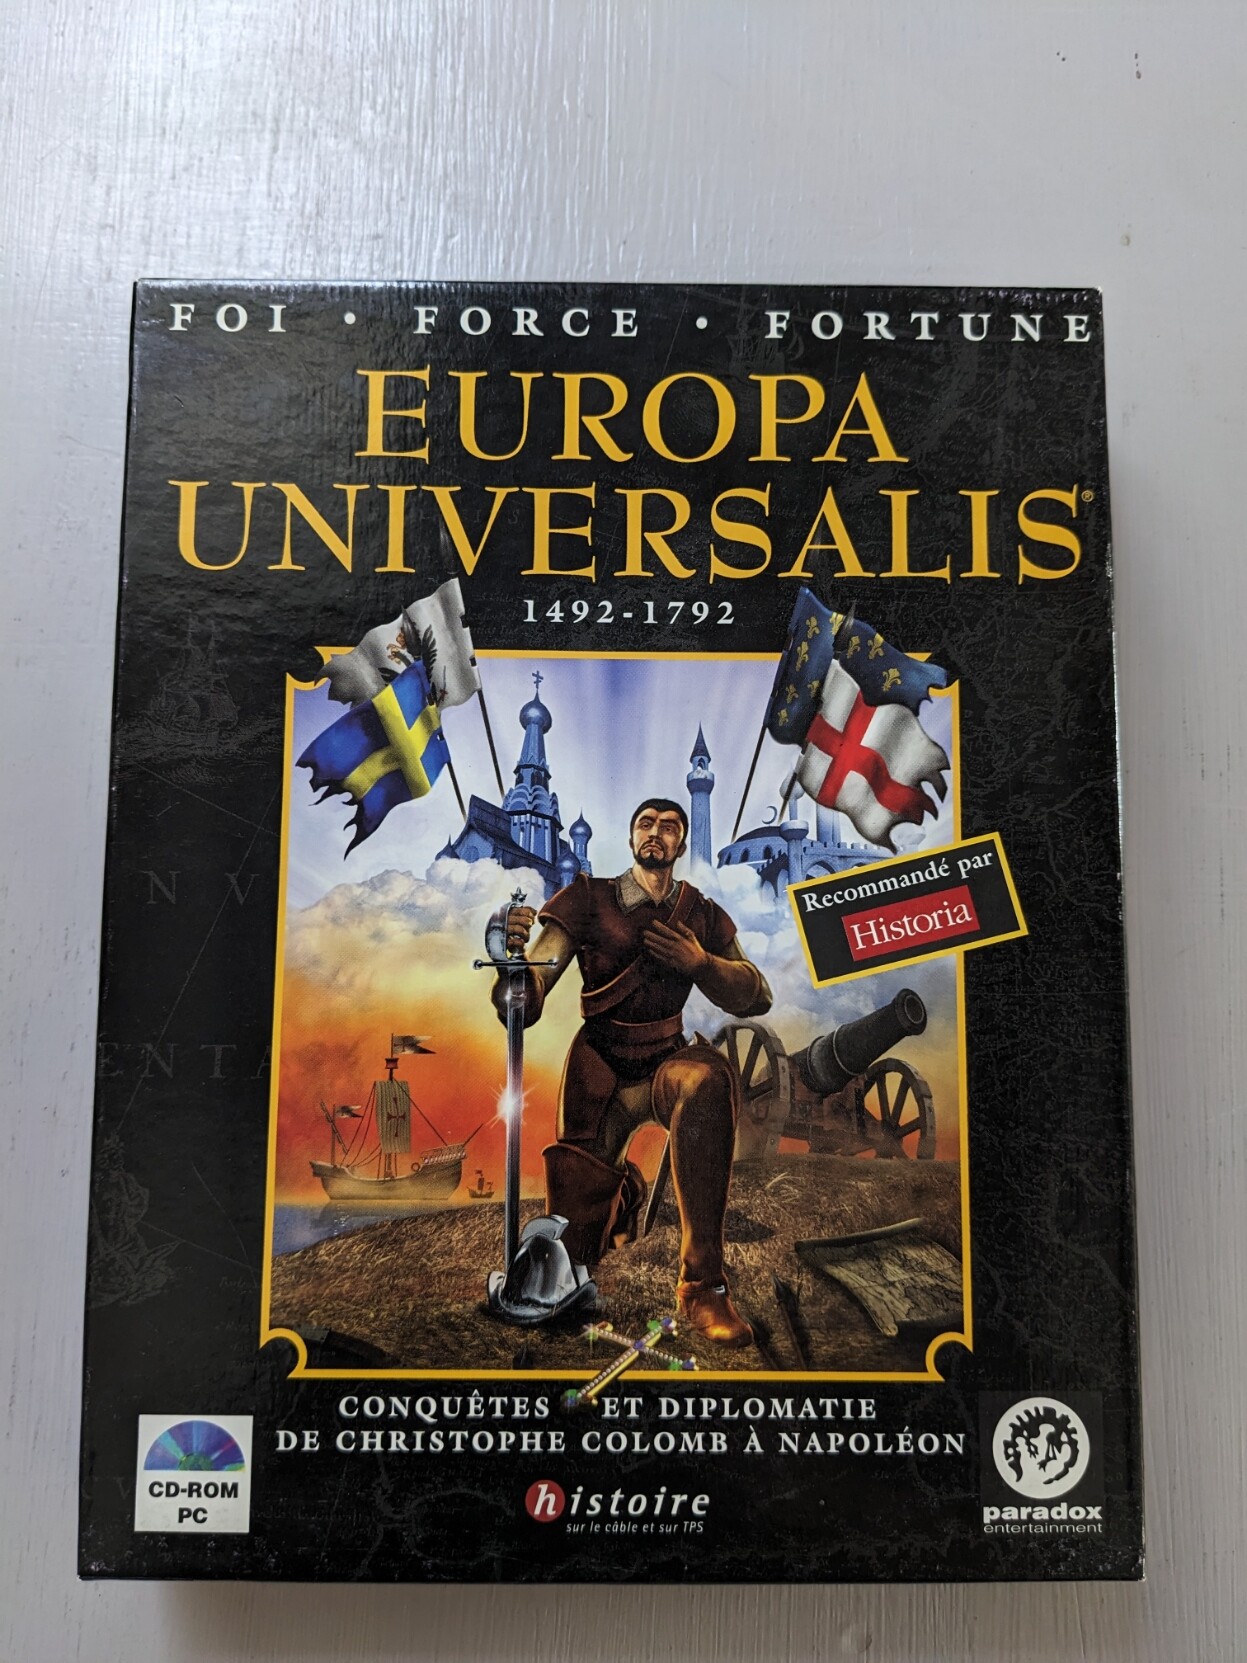 FOI • FORCE • FORTUNE
EUROPA
UNIVERSALIS®
1492-1792
Recommandé par
Historia
N V
ENTA
CONQUÊTES ET DIPLOMATIE
DE CHRISTOPHE COLOMB À NAPOLÉON
histoire
sur le câble et sur TPS
CD-ROM
PC
paradox
entertainment